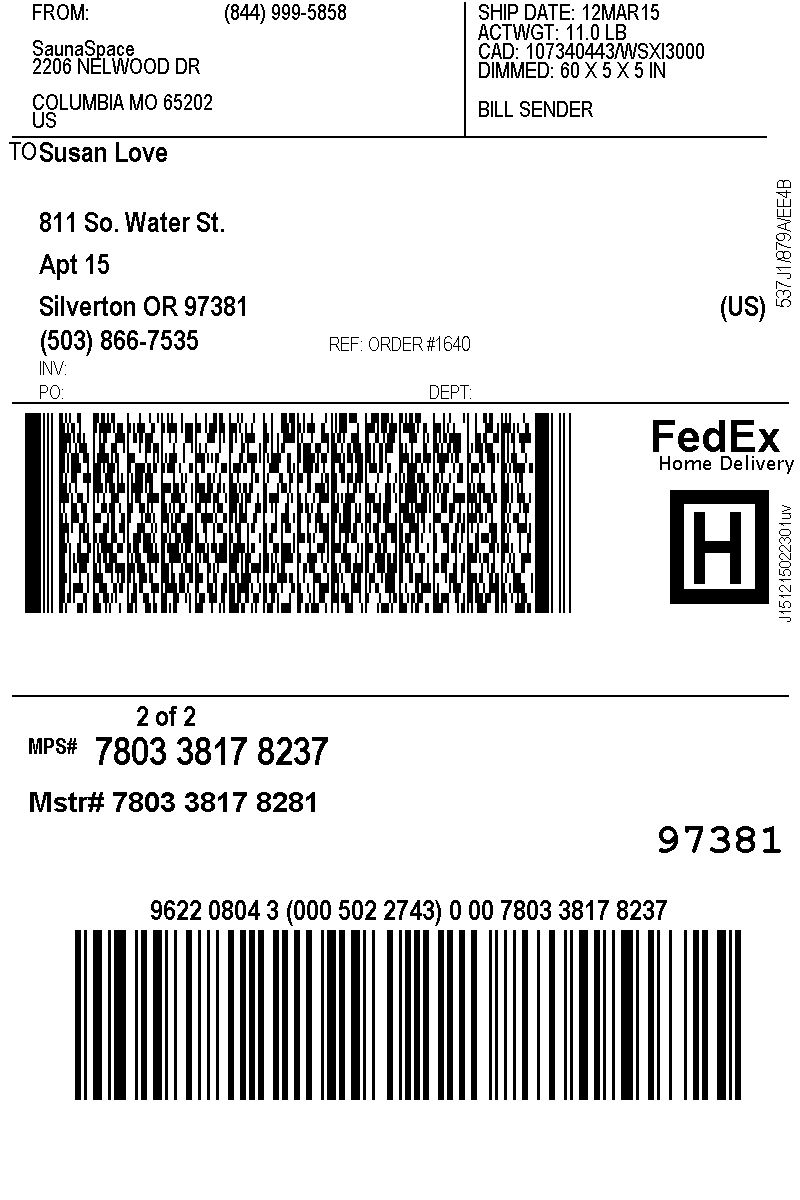 FROM: (844) 999-5858
SaunaSpace
2206 NELWOOD DR
COLUMBIA MO 65202
US
SHIP DATE: 12MAR15
ACTWGT: 11.0 LB
CAD: 107340443/WSXI3000
DIMMED: 60 X 5 X 5 IN
BILL SENDER
TO Susan Love
811 So. Water St.
Apt 15
Silverton OR 97381 (US)
(503) 866-7535 REF: ORDER #1640
INV:
PO: DEPT:
537J1/879A/EE4B
FedEx
Home Delivery
H
J151215022301uv
2 of 2
MPS# 7803 3817 8237
Mstr# 7803 3817 8281
97381
9622 0804 3 (000 502 2743) 0 00 7803 3817 8237